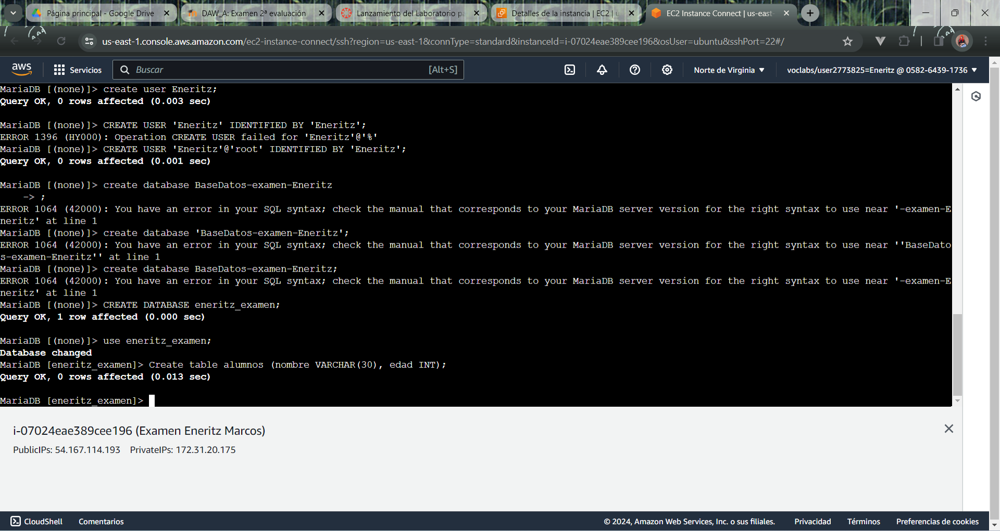 Página principal - Google Drive
DAW_A: Examen 2ª evaluación
Lanzamiento del Laboratorio pa
Detalles de la instancia | EC2 | u
EC2 Instance Connect | us-east-
us-east-1.console.aws.amazon.com/ec2-instance-connect/ssh?region=us-east-1&connType=standard&instanceId=i-07024eae389cee196&osUser=ubuntu&sshPort=22#/
aws
Servicios
Buscar
[Alt+S]
Norte de Virginia
voclabs/user2773825=Eneritz @ 0582-6439-1736
MariaDB [(none)]> create user Eneritz;
Query OK, 0 rows affected (0.003 sec)
MariaDB [(none)]> CREATE USER 'Eneritz' IDENTIFIED BY 'Eneritz';
ERROR 1396 (HY000): Operation CREATE USER failed for 'Eneritz'@'%'
MariaDB [(none)]> CREATE USER 'Eneritz'@'root' IDENTIFIED BY 'Eneritz';
Query OK, 0 rows affected (0.001 sec)
MariaDB [(none)]> create database BaseDatos-examen-Eneritz
-> ;
ERROR 1064 (42000): You have an error in your SQL syntax; check the manual that corresponds to your MariaDB server version for the right syntax to use near '-examen-E
neritz' at line 1
MariaDB [(none)]> create database 'BaseDatos-examen-Eneritz';
ERROR 1064 (42000): You have an error in your SQL syntax; check the manual that corresponds to your MariaDB server version for the right syntax to use near ''BaseDato
s-examen-Eneritz'' at line 1
MariaDB [(none)]> create database BaseDatos-examen-Eneritz;
ERROR 1064 (42000): You have an error in your SQL syntax; check the manual that corresponds to your MariaDB server version for the right syntax to use near '-examen-E
neritz' at line 1
MariaDB [(none)]> CREATE DATABASE eneritz_examen;
Query OK, 1 row affected (0.000 sec)
MariaDB [(none)]> use eneritz_examen;
Database changed
MariaDB [eneritz_examen]> Create table alumnos (nombre VARCHAR(30), edad INT);
Query OK, 0 rows affected (0.013 sec)
MariaDB [eneritz_examen]>
i-07024eae389cee196 (Examen Eneritz Marcos)
PublicIPs: 54.167.114.193 PrivateIPs: 172.31.20.175
CloudShell
Comentarios
© 2024, Amazon Web Services, Inc. o sus filiales.
Privacidad
Términos
Preferencias de cookies